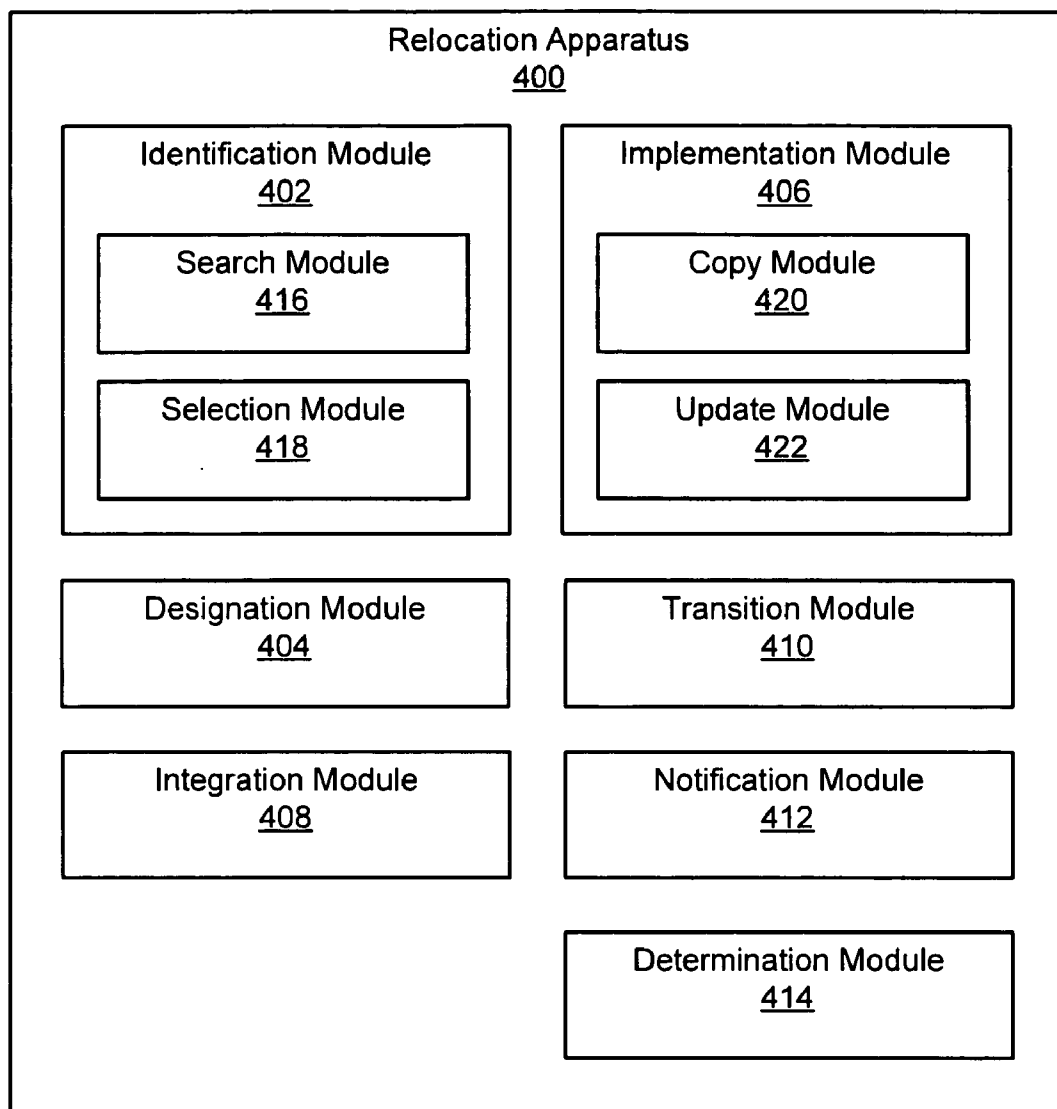 Relocation Apparatus
400
Identification Module
402
Search Module
416
Selection Module
418
Implementation Module
406
Copy Module
420
Update Module
422
Designation Module
404
Transition Module
410
Integration Module
408
Notification Module
412
Determination Module
414